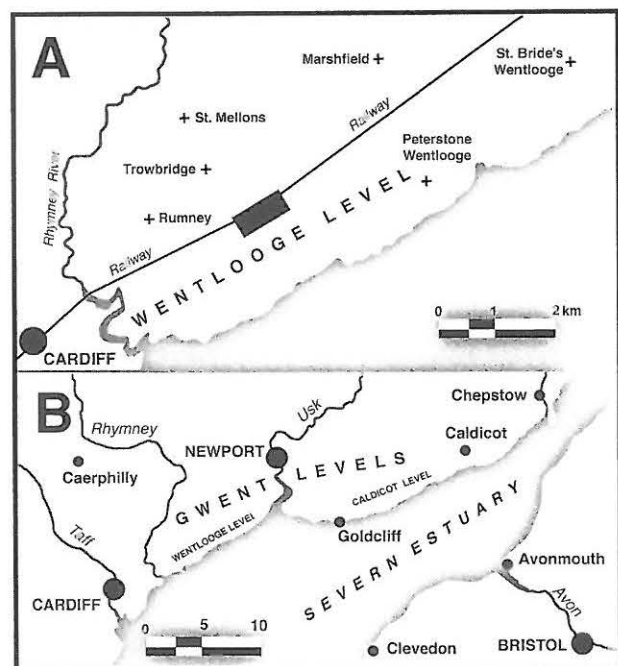 A
Marshfield
St. Bride's
Wentlooge
St. Mellons
Railway
Peterstone
Wentlooge
Trowbridge
Rhymney River
Rumney
Railway
WENTLOOGE LEVEL
0 1 2 km
CARDIFF
B
Chepstow
Rhymney
Usk
NEWPORT
Caldicot
Caerphilly
GWENT LEVELS
CALDICOT LEVEL
WENTLOOGE LEVEL
Goldcliff
Taff
SEVERN ESTUARY
Avonmouth
CARDIFF
Avon
0 5 10
Clevedon
BRISTOL